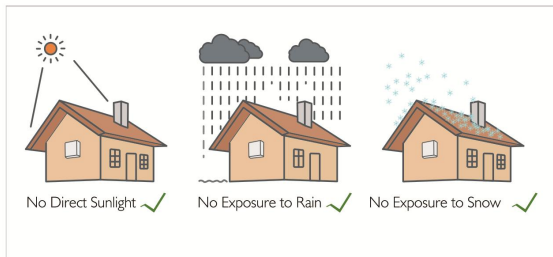 No Direct Sunlight
No Exposure to Rain
No Exposure to Snow